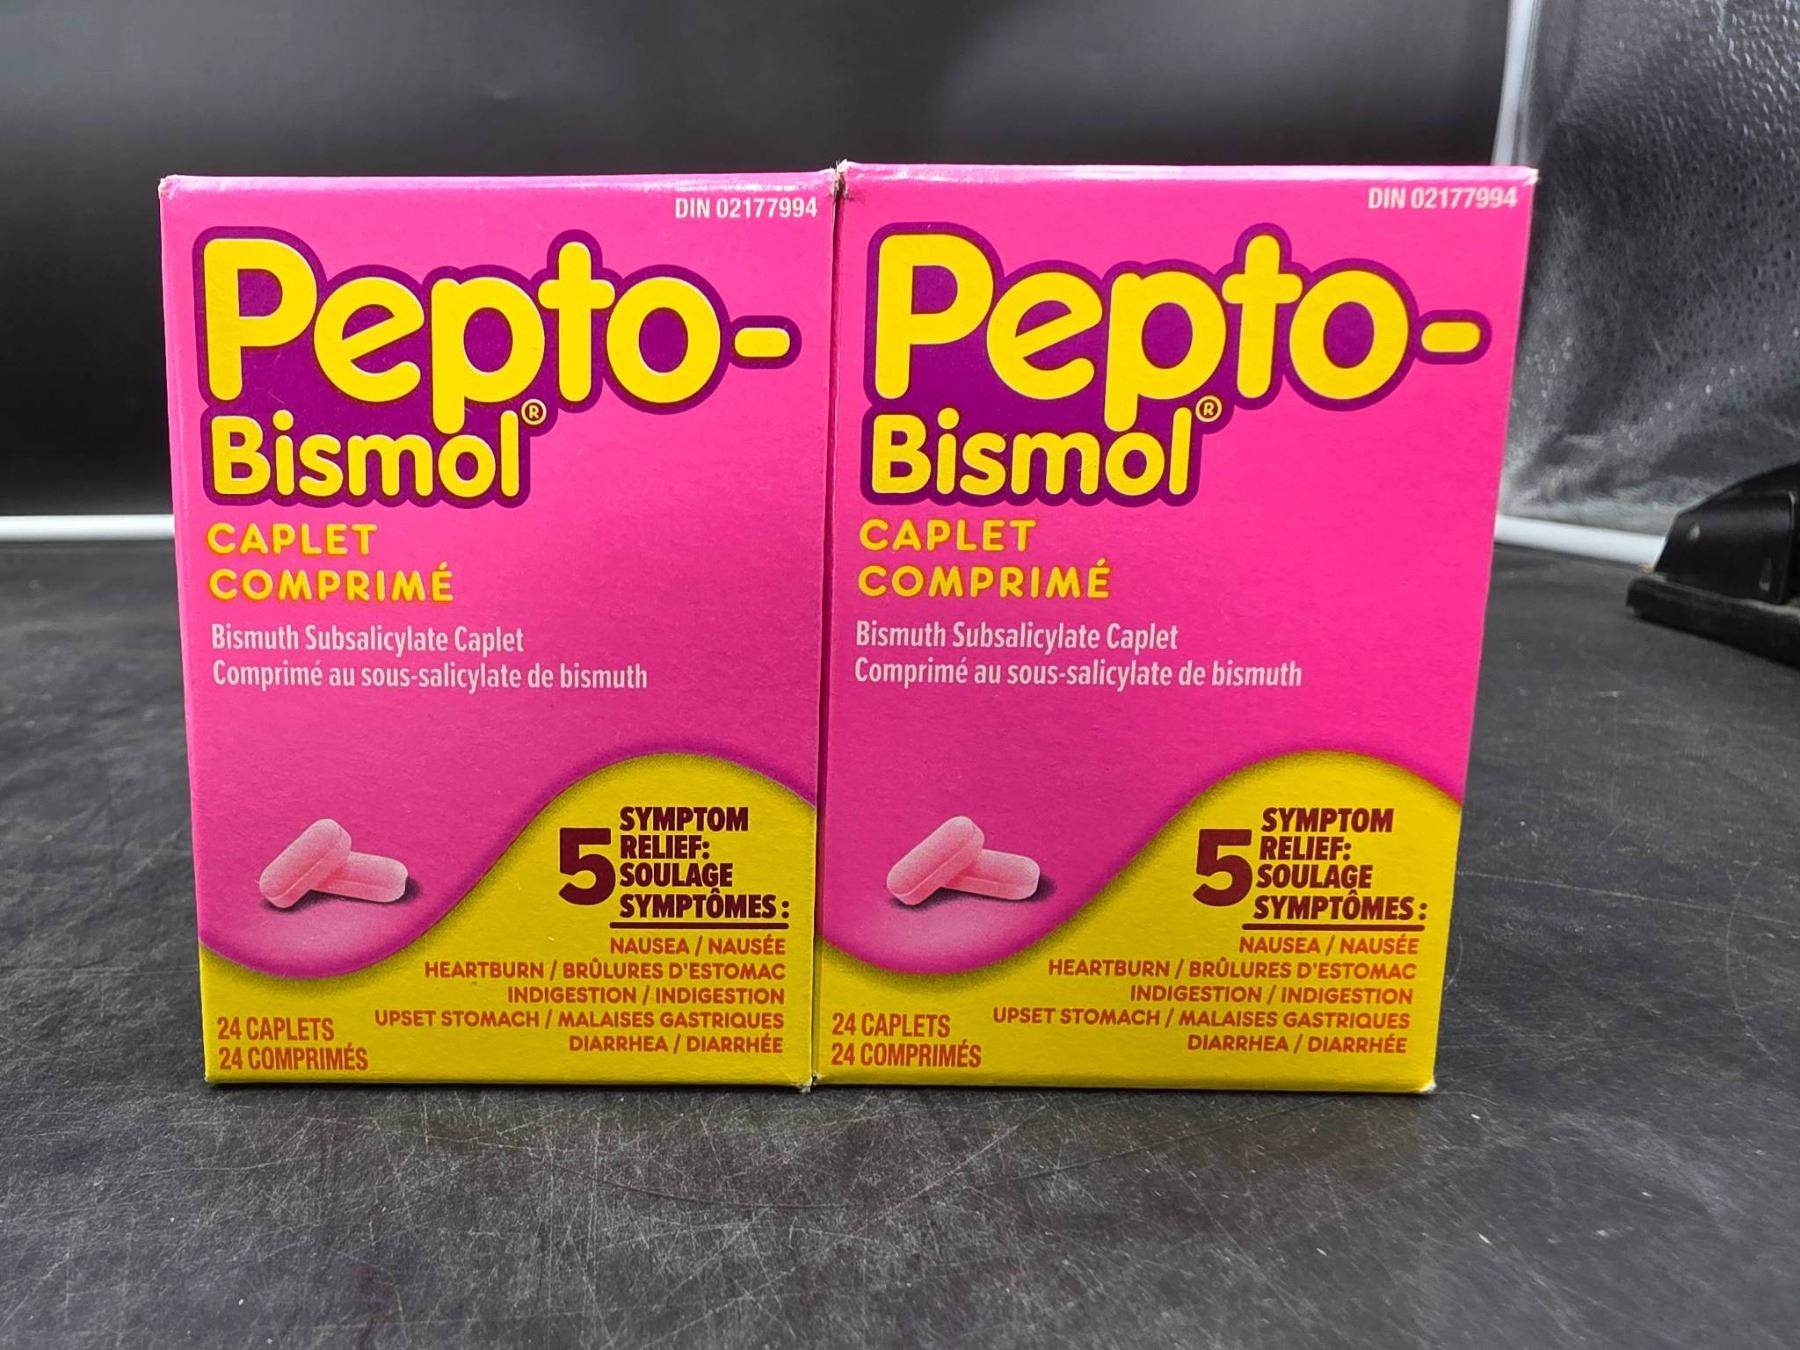 DIN 02177994
Pepto-
Bismol®
CAPLET
COMPRIMÉ
Bismuth Subsalicylate Caplet
Comprimé au sous-salicylate de bismuth
5 SYMPTOM
RELIEF:
SOULAGE
SYMPTÔMES :
NAUSEA / NAUSÉE
HEARTBURN / BRÛLURES D'ESTOMAC
INDIGESTION / INDIGESTION
UPSET STOMACH / MALAISES GASTRIQUES
DIARRHEA / DIARRHÉE
24 CAPLETS
24 COMPRIMÉS
DIN 02177994
Pepto-
Bismol®
CAPLET
COMPRIMÉ
Bismuth Subsalicylate Caplet
Comprimé au sous-salicylate de bismuth
5 SYMPTOM
RELIEF:
SOULAGE
SYMPTÔMES :
NAUSEA / NAUSÉE
HEARTBURN / BRÛLURES D'ESTOMAC
INDIGESTION / INDIGESTION
UPSET STOMACH / MALAISES GASTRIQUES
DIARRHEA / DIARRHÉE
24 CAPLETS
24 COMPRIMÉS